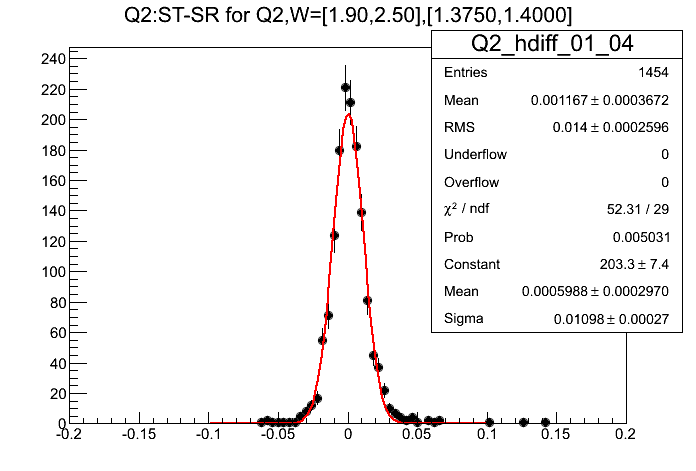 Q2:ST-SR for Q2,W=[1.90,2.50],[1.3750,1.4000]
Q2_hdiff_01_04
Entries 1454
Mean 0.001167 ± 0.0003672
RMS 0.014 ± 0.0002596
Underflow 0
Overflow 0
χ² / ndf 52.31 / 29
Prob 0.005031
Constant 203.3 ± 7.4
Mean 0.0005988 ± 0.0002970
Sigma 0.01098 ± 0.00027
240
220
200
180
160
140
120
100
80
60
40
20
0
-0.2 -0.15 -0.1 -0.05 0 0.05 0.1 0.15 0.2